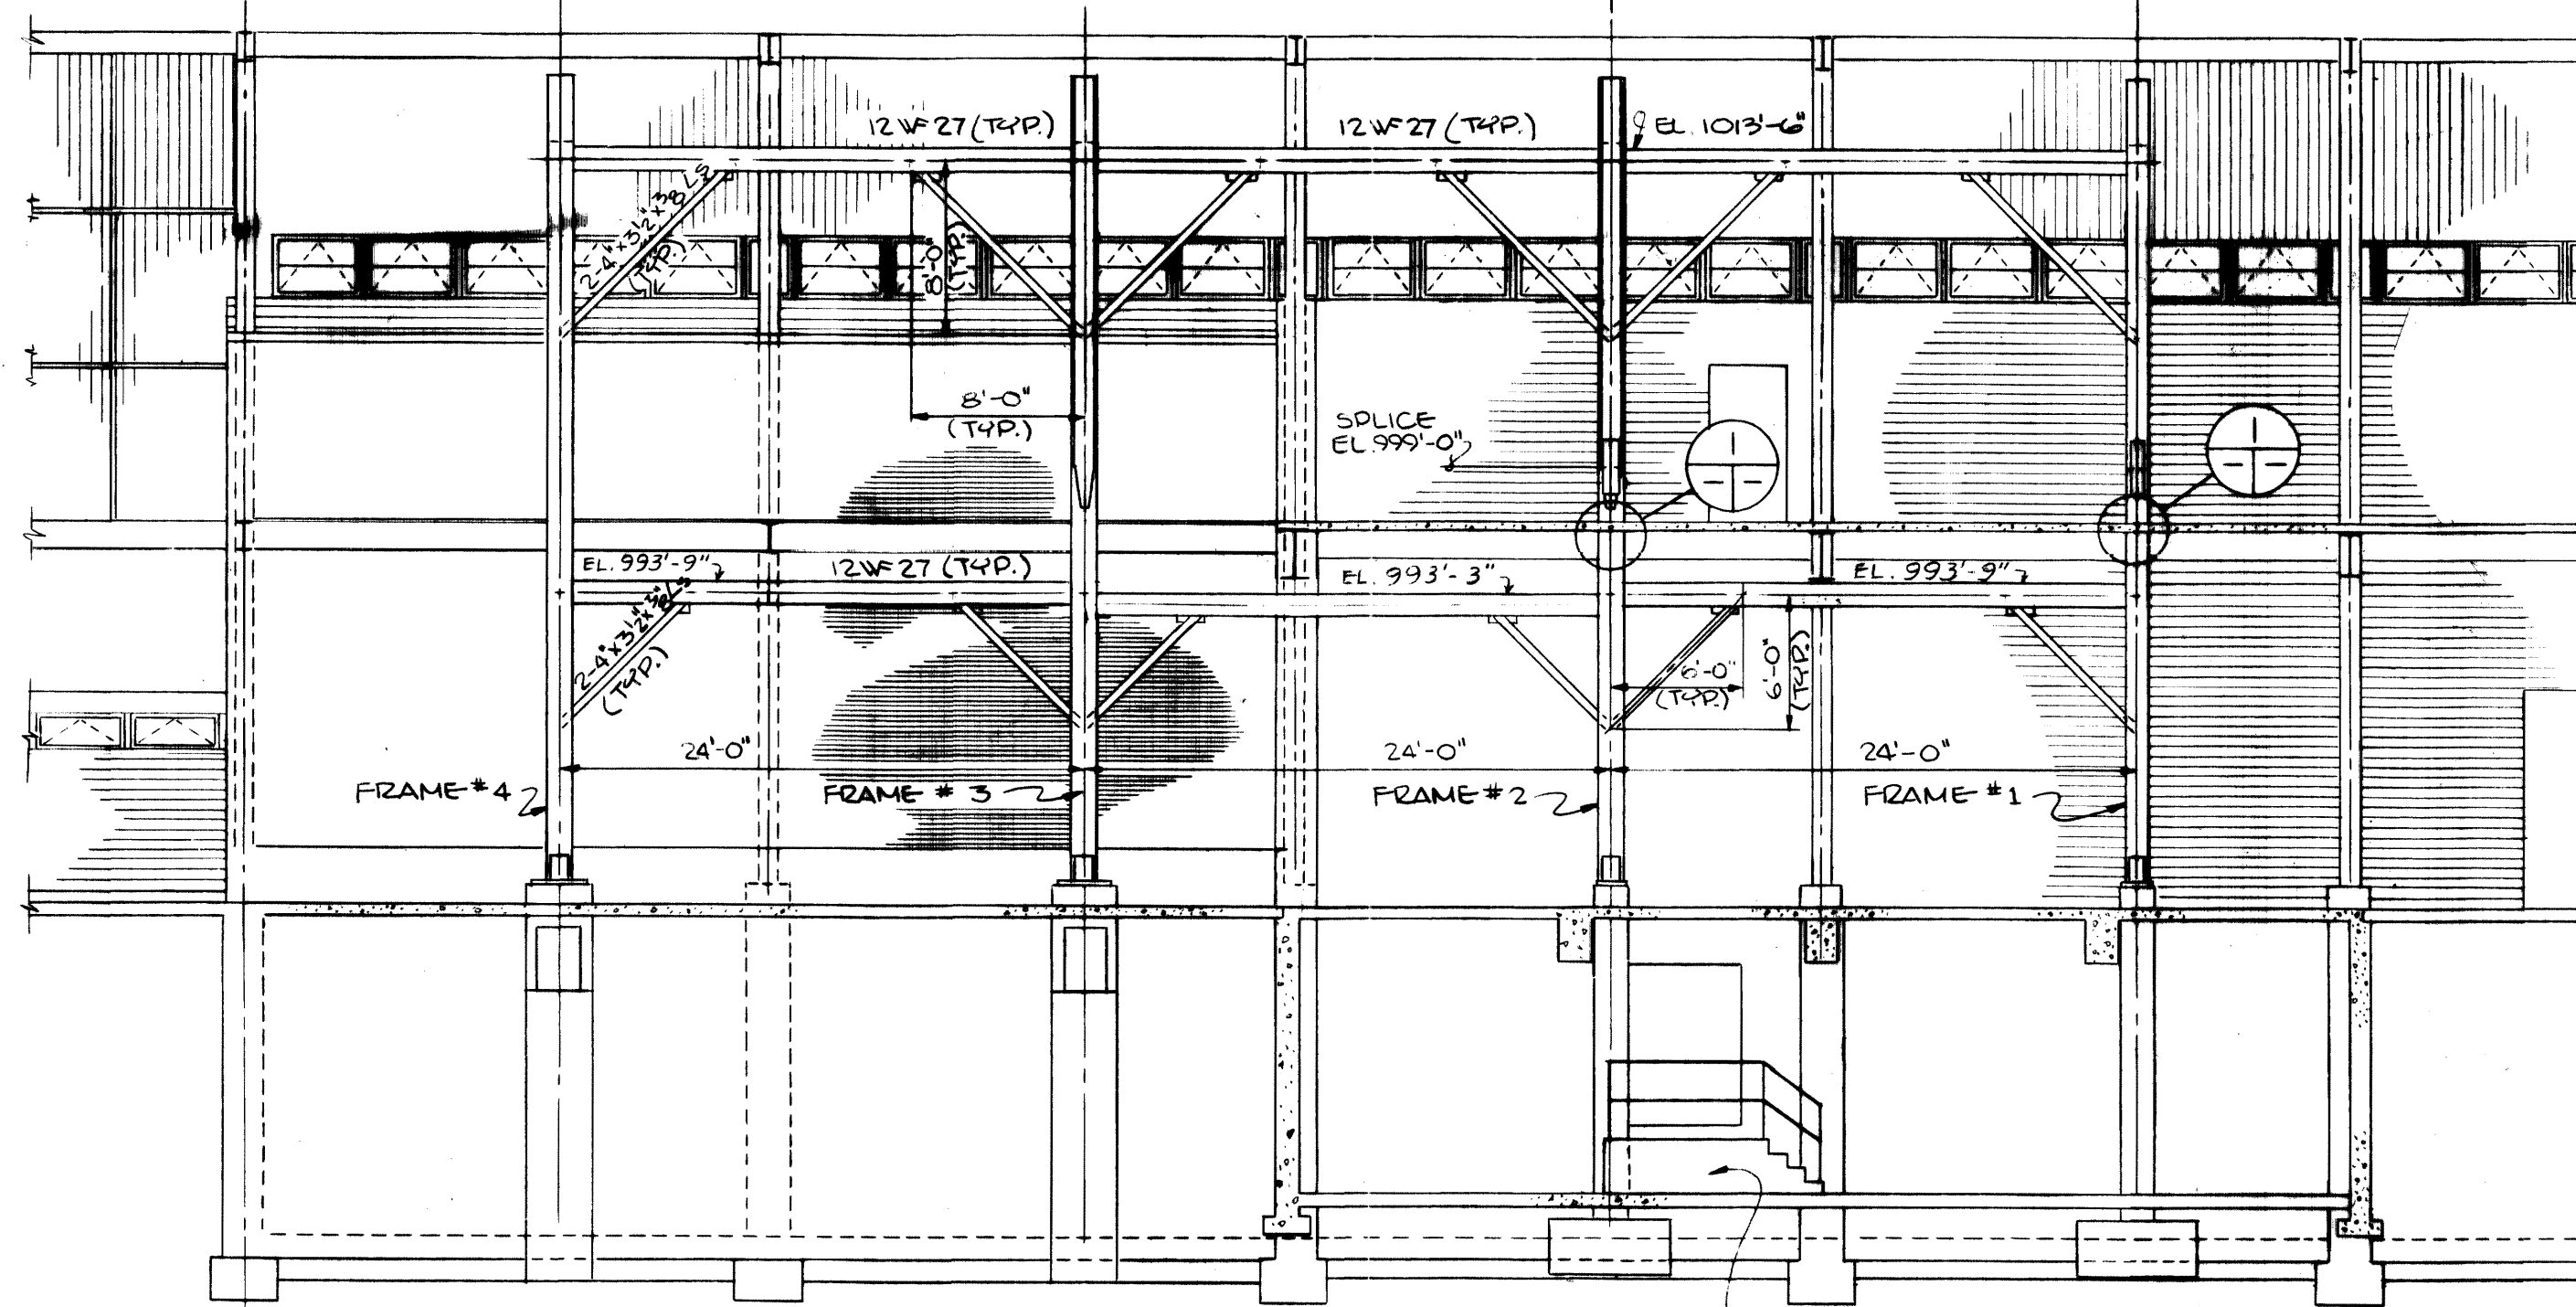 12 WF 27 (TYP.)
12 WF 27 (TYP.)
EL. 1013'-6"
2-4"x3½"x⅜ Ls
(TYP.)
8'-0"
(TYP.)
8'-0"
(TYP.)
SPLICE
EL. 999'-0"
EL. 993'-9"
12 WF 27 (TYP.)
EL. 993'-3"
EL. 993'-9"
2-4"x3½"x⅜" Ls
(TYP.)
6'-0"
(TYP.)
6'-0"
(TYP.)
24'-0"
24'-0"
24'-0"
FRAME #4
FRAME #3
FRAME #2
FRAME #1